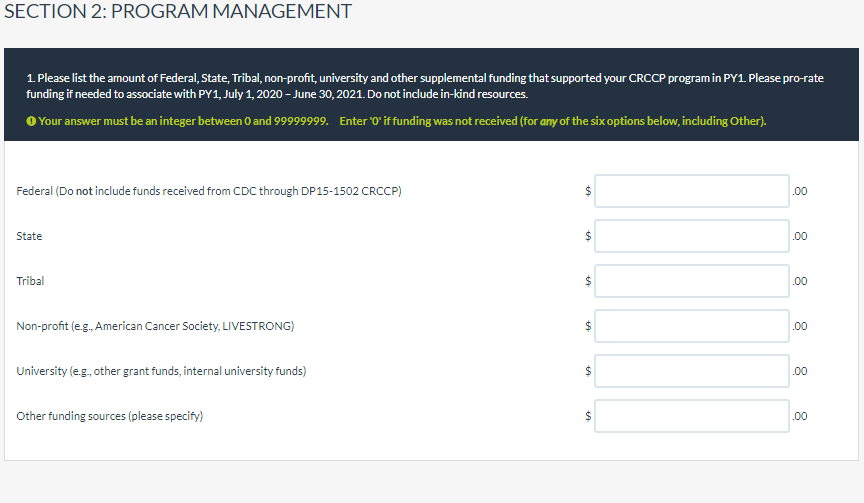 SECTION 2: PROGRAM MANAGEMENT
1. Please list the amount of Federal, State, Tribal, non-profit, university and other supplemental funding that supported your CRCCP program in PY1. Please pro-rate
funding if needed to associate with PY1, July 1, 2020 – June 30, 2021. Do not include in-kind resources.
Your answer must be an integer between 0 and 99999999. Enter '0' if funding was not received (for any of the six options below, including Other).
Federal (Do not include funds received from CDC through DP15-1502 CRCCP) $ .00
State $ .00
Tribal $ .00
Non-profit (e.g., American Cancer Society, LIVESTRONG) $ .00
University (e.g., other grant funds, internal university funds) $ .00
Other funding sources (please specify) $ .00